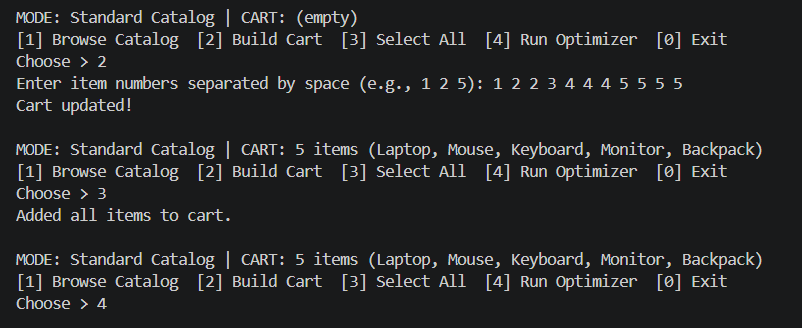 MODE: Standard Catalog | CART: (empty)
[1] Browse Catalog  [2] Build Cart  [3] Select All  [4] Run Optimizer  [0] Exit
Choose > 2
Enter item numbers separated by space (e.g., 1 2 5): 1 2 2 3 4 4 4 5 5 5 5
Cart updated!

MODE: Standard Catalog | CART: 5 items (Laptop, Mouse, Keyboard, Monitor, Backpack)
[1] Browse Catalog  [2] Build Cart  [3] Select All  [4] Run Optimizer  [0] Exit
Choose > 3
Added all items to cart.

MODE: Standard Catalog | CART: 5 items (Laptop, Mouse, Keyboard, Monitor, Backpack)
[1] Browse Catalog  [2] Build Cart  [3] Select All  [4] Run Optimizer  [0] Exit
Choose > 4